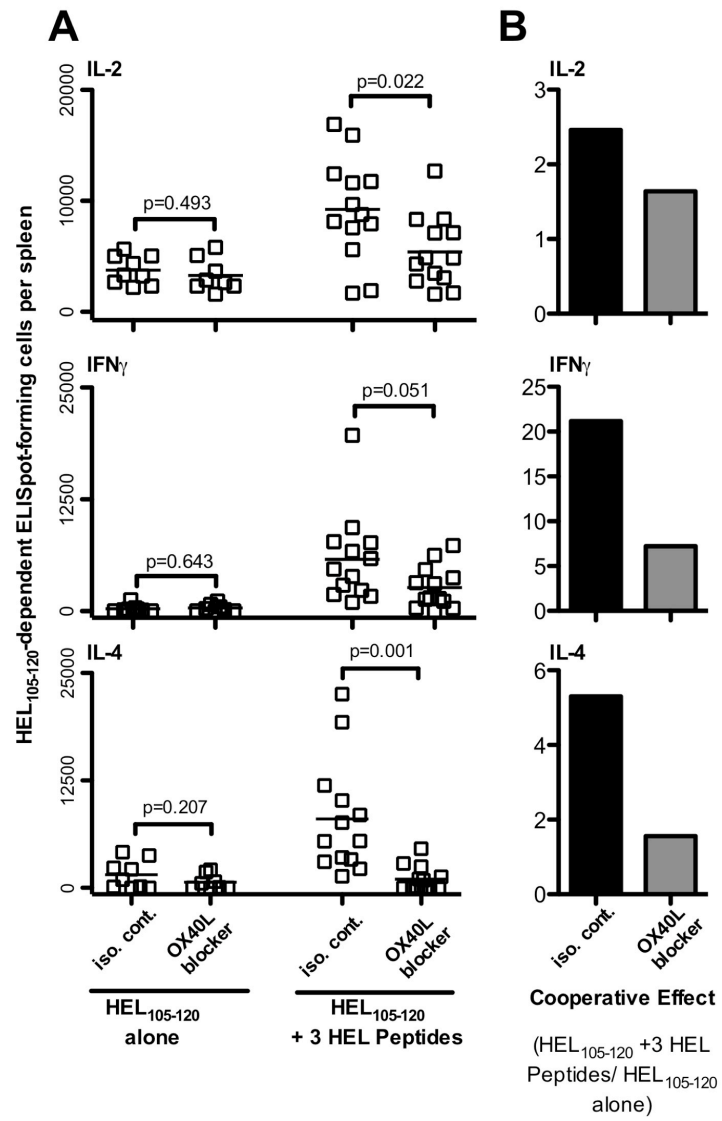 A
B
HEL105-120-dependent ELISpot-forming cells per spleen
IL-2
20000
10000
0
p=0.493
p=0.022
IL-2
3
2
1
0
IFNγ
25000
12500
0
p=0.643
p=0.051
IFNγ
25
20
15
10
5
0
IL-4
25000
12500
0
p=0.207
p=0.001
IL-4
6
4
2
0
iso. cont.
OX40L
blocker
iso. cont.
OX40L
blocker
iso. cont.
OX40L
blocker
HEL105-120
alone
HEL105-120
+ 3 HEL Peptides
Cooperative Effect
(HEL105-120 +3 HEL
Peptides/ HEL105-120
alone)